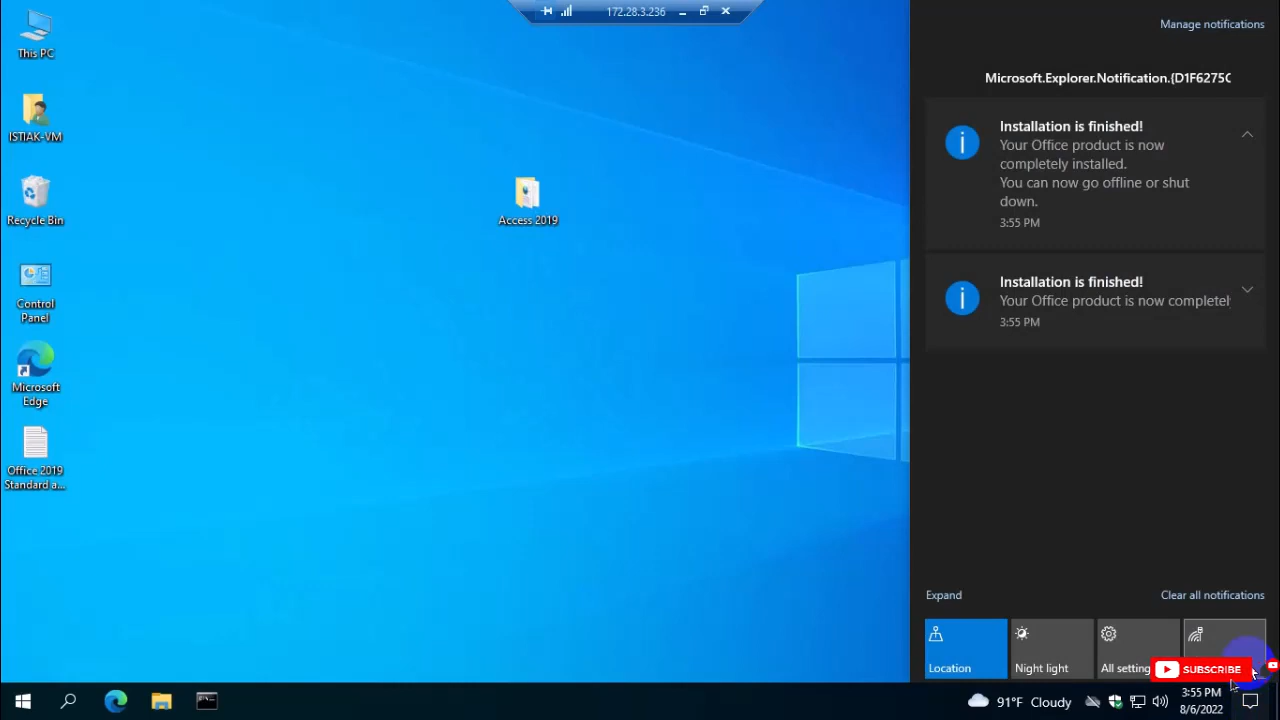 172.28.3.236
Manage notifications
This PC
Microsoft.Explorer.Notification.{D1F6275C
Installation is finished!
Your Office product is now
completely installed.
You can now go offline or shut
down.
3:55 PM
ISTIAK-VM
Recycle Bin
Access 2019
Installation is finished!
Your Office product is now completel
3:55 PM
Control
Panel
Microsoft
Edge
Office 2019
Standard a...
Expand
Clear all notifications
Location
Night light
All setting
SUBSCRIBE
91°F Cloudy
3:55 PM
8/6/2022